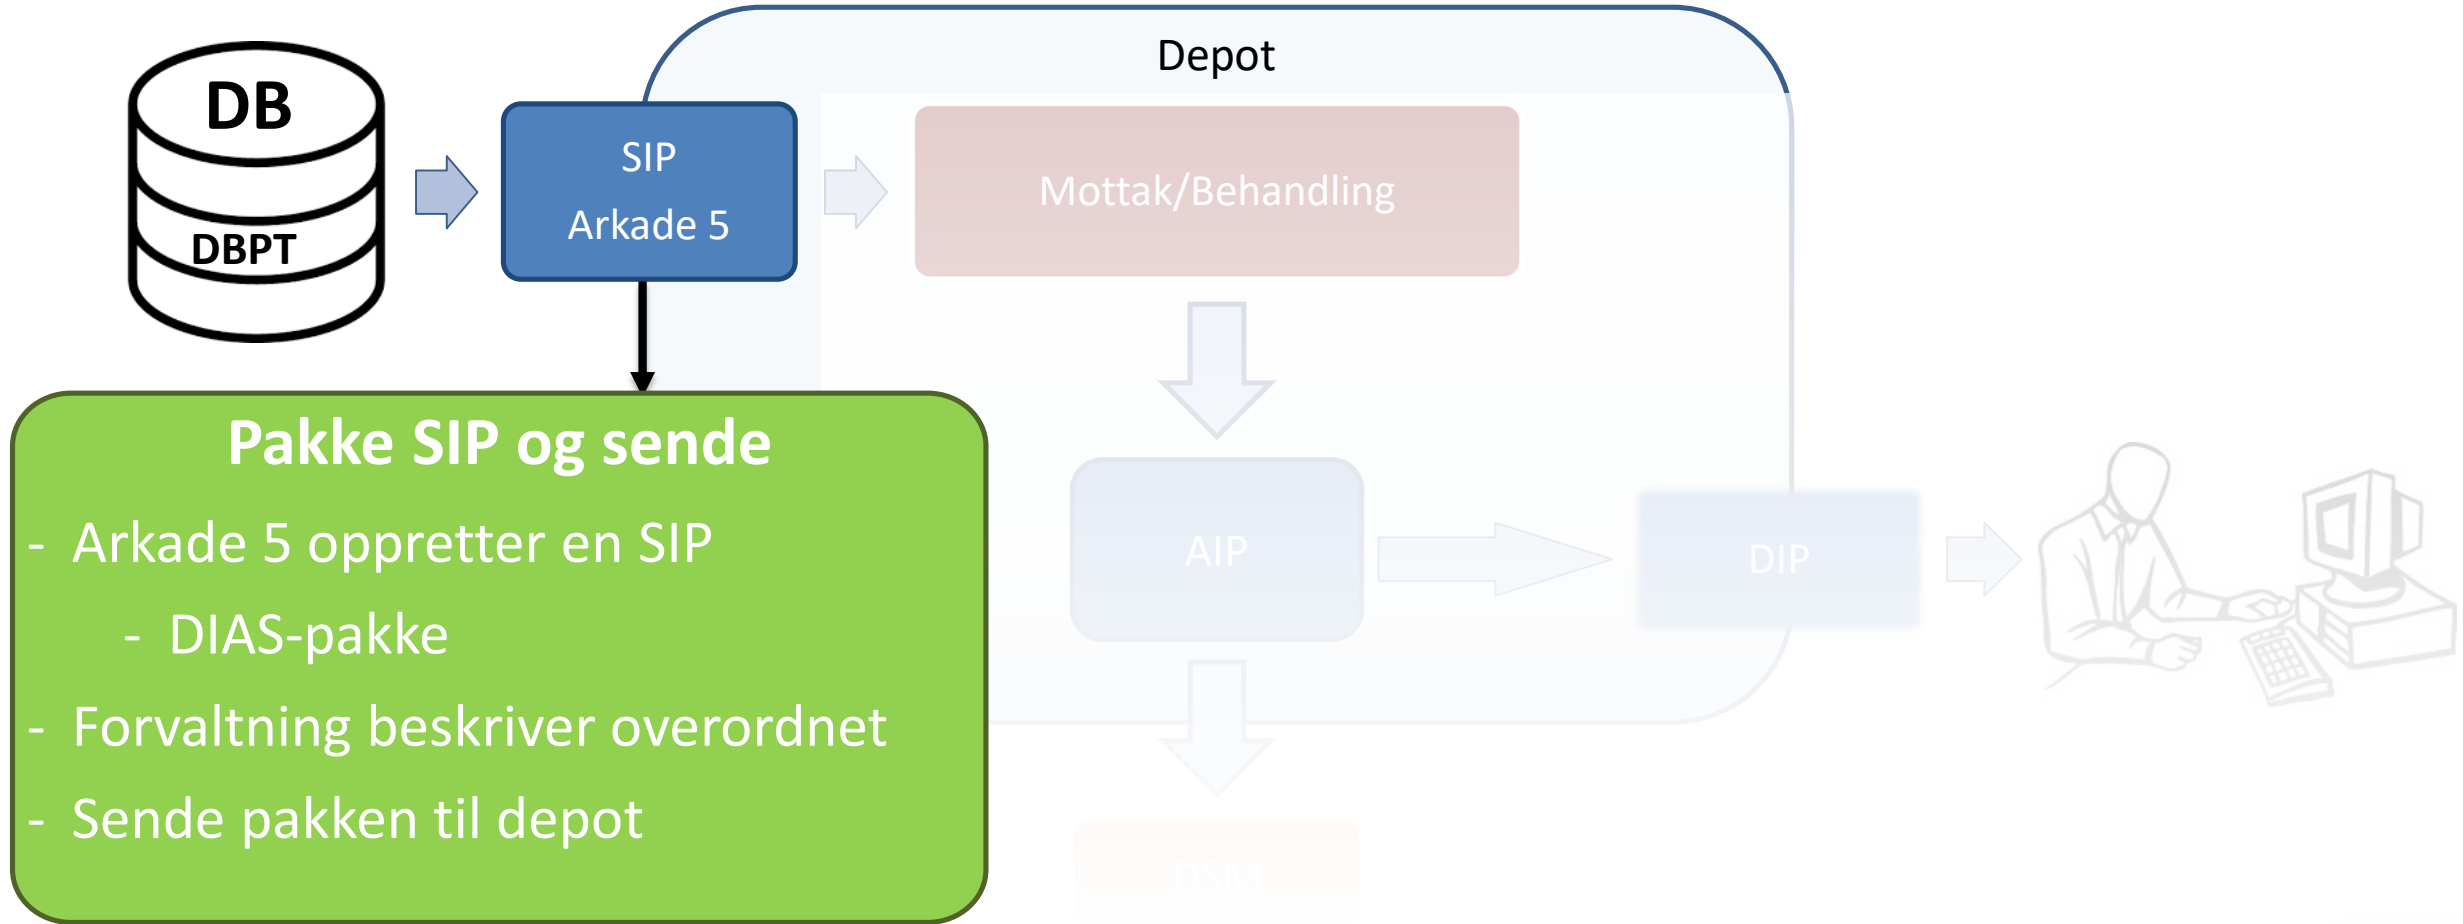 Depot
DB
DBPT
SIP
Arkade 5
Mottak/Behandling
Pakke SIP og sende
- Arkade 5 oppretter en SIP
- DIAS-pakke
- Forvaltning beskriver overordnet
- Sende pakken til depot
AIP
DIP
DSM